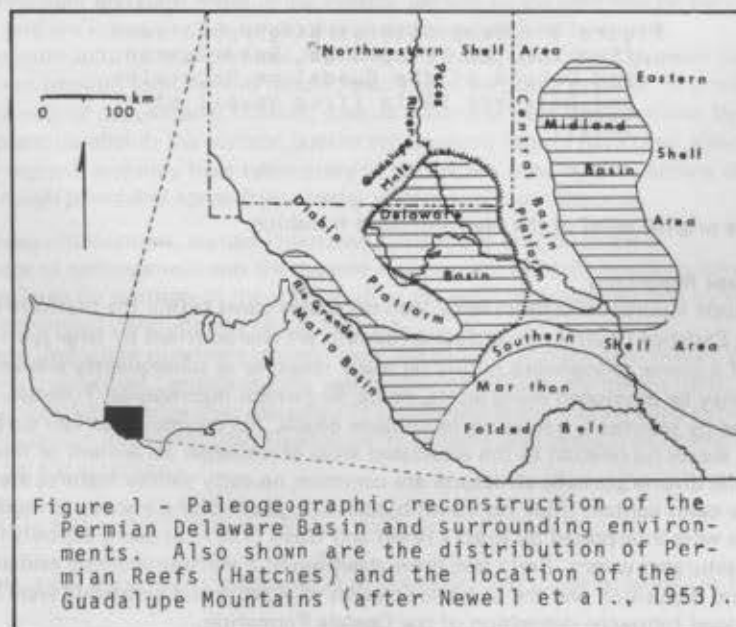 Northwestern Shelf Area
Pecos River
Eastern Shelf Area
0 100 km
Central Basin Platform
Midland Basin
Guadalupe Mnts
Diablo Platform
Delaware Basin
Rio Grande
Marfa Basin
Southern Shelf Area
Mar than
Folded Belt
Figure 1 - Paleogeographic reconstruction of the
Permian Delaware Basin and surrounding environ-
ments. Also shown are the distribution of Per-
mian Reefs (Hatches) and the location of the
Guadalupe Mountains (after Newell et al., 1953).